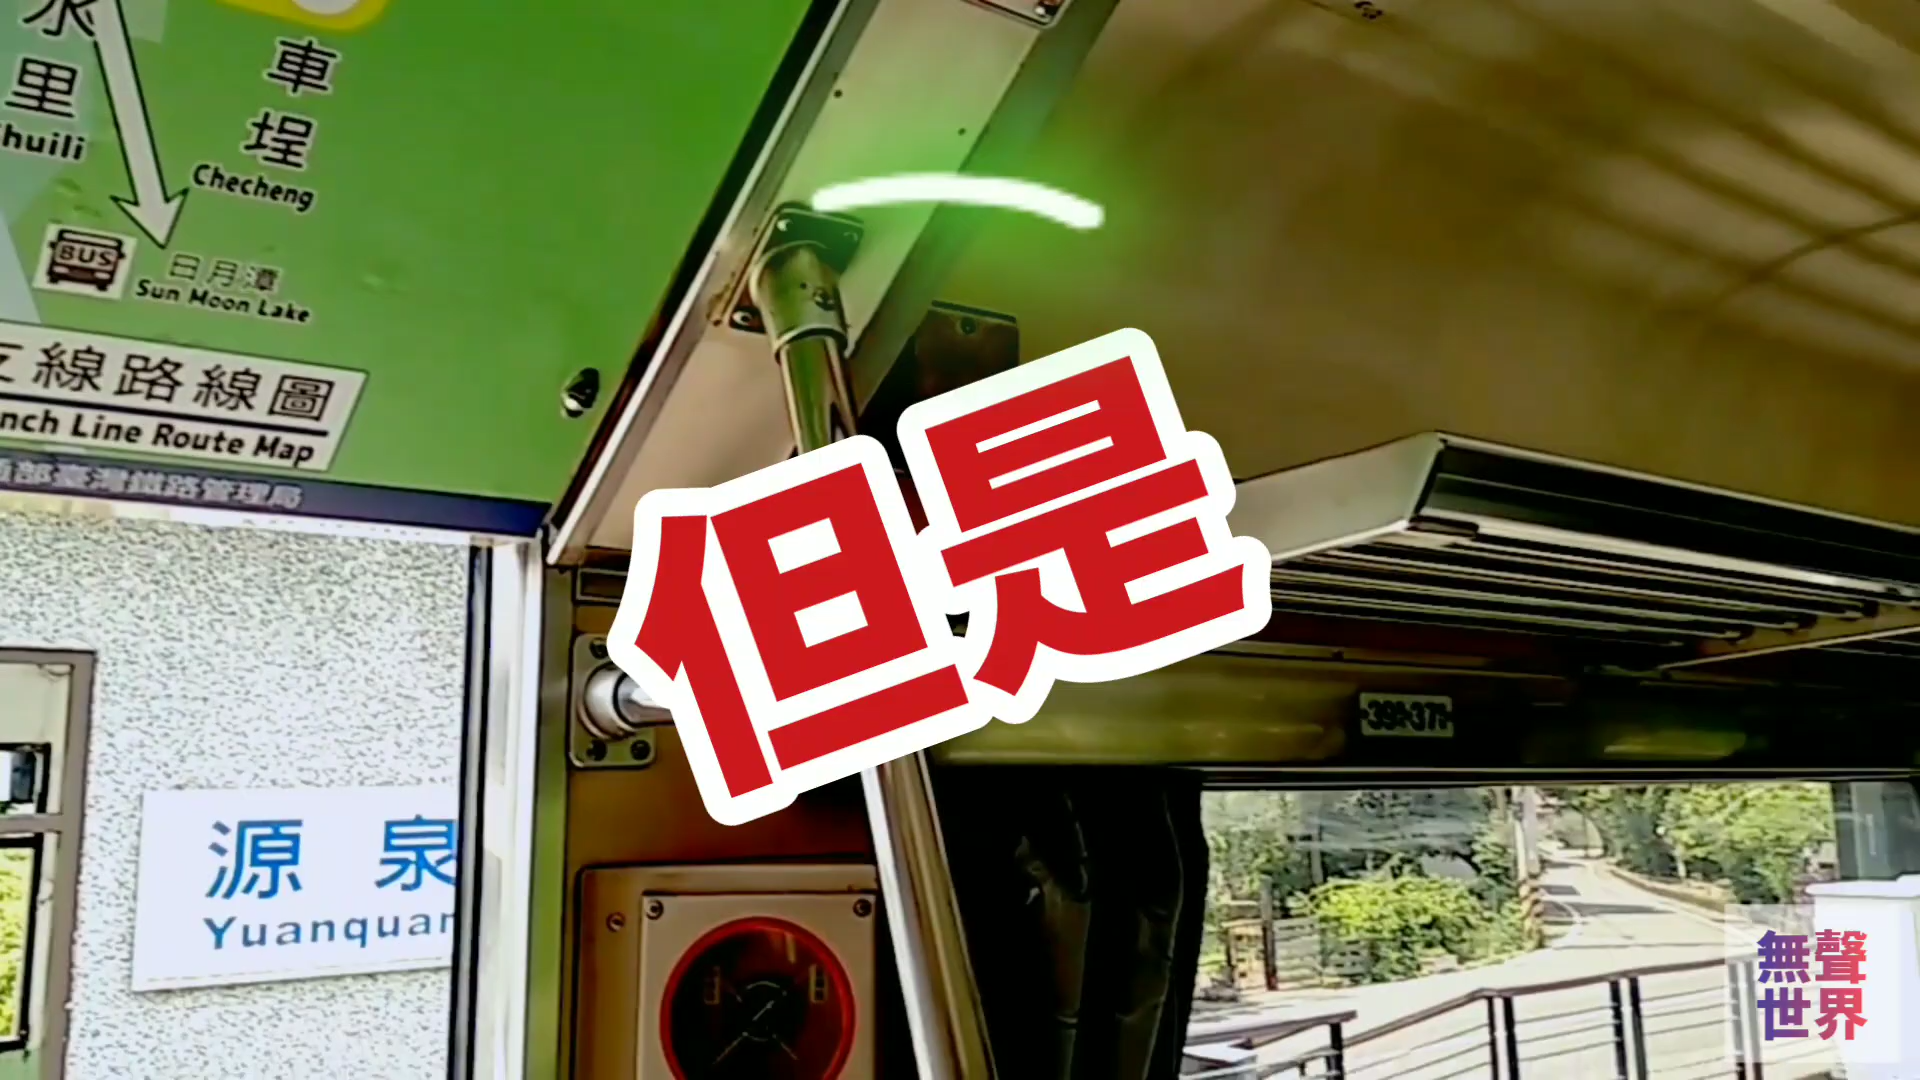 水里
huili
車埕
Checheng
BUS
日月潭
Sun Moon Lake
支線路線圖
nch Line Route Map
部臺灣鐵路管理局
但是
源泉
Yuanquan
無聲
世界